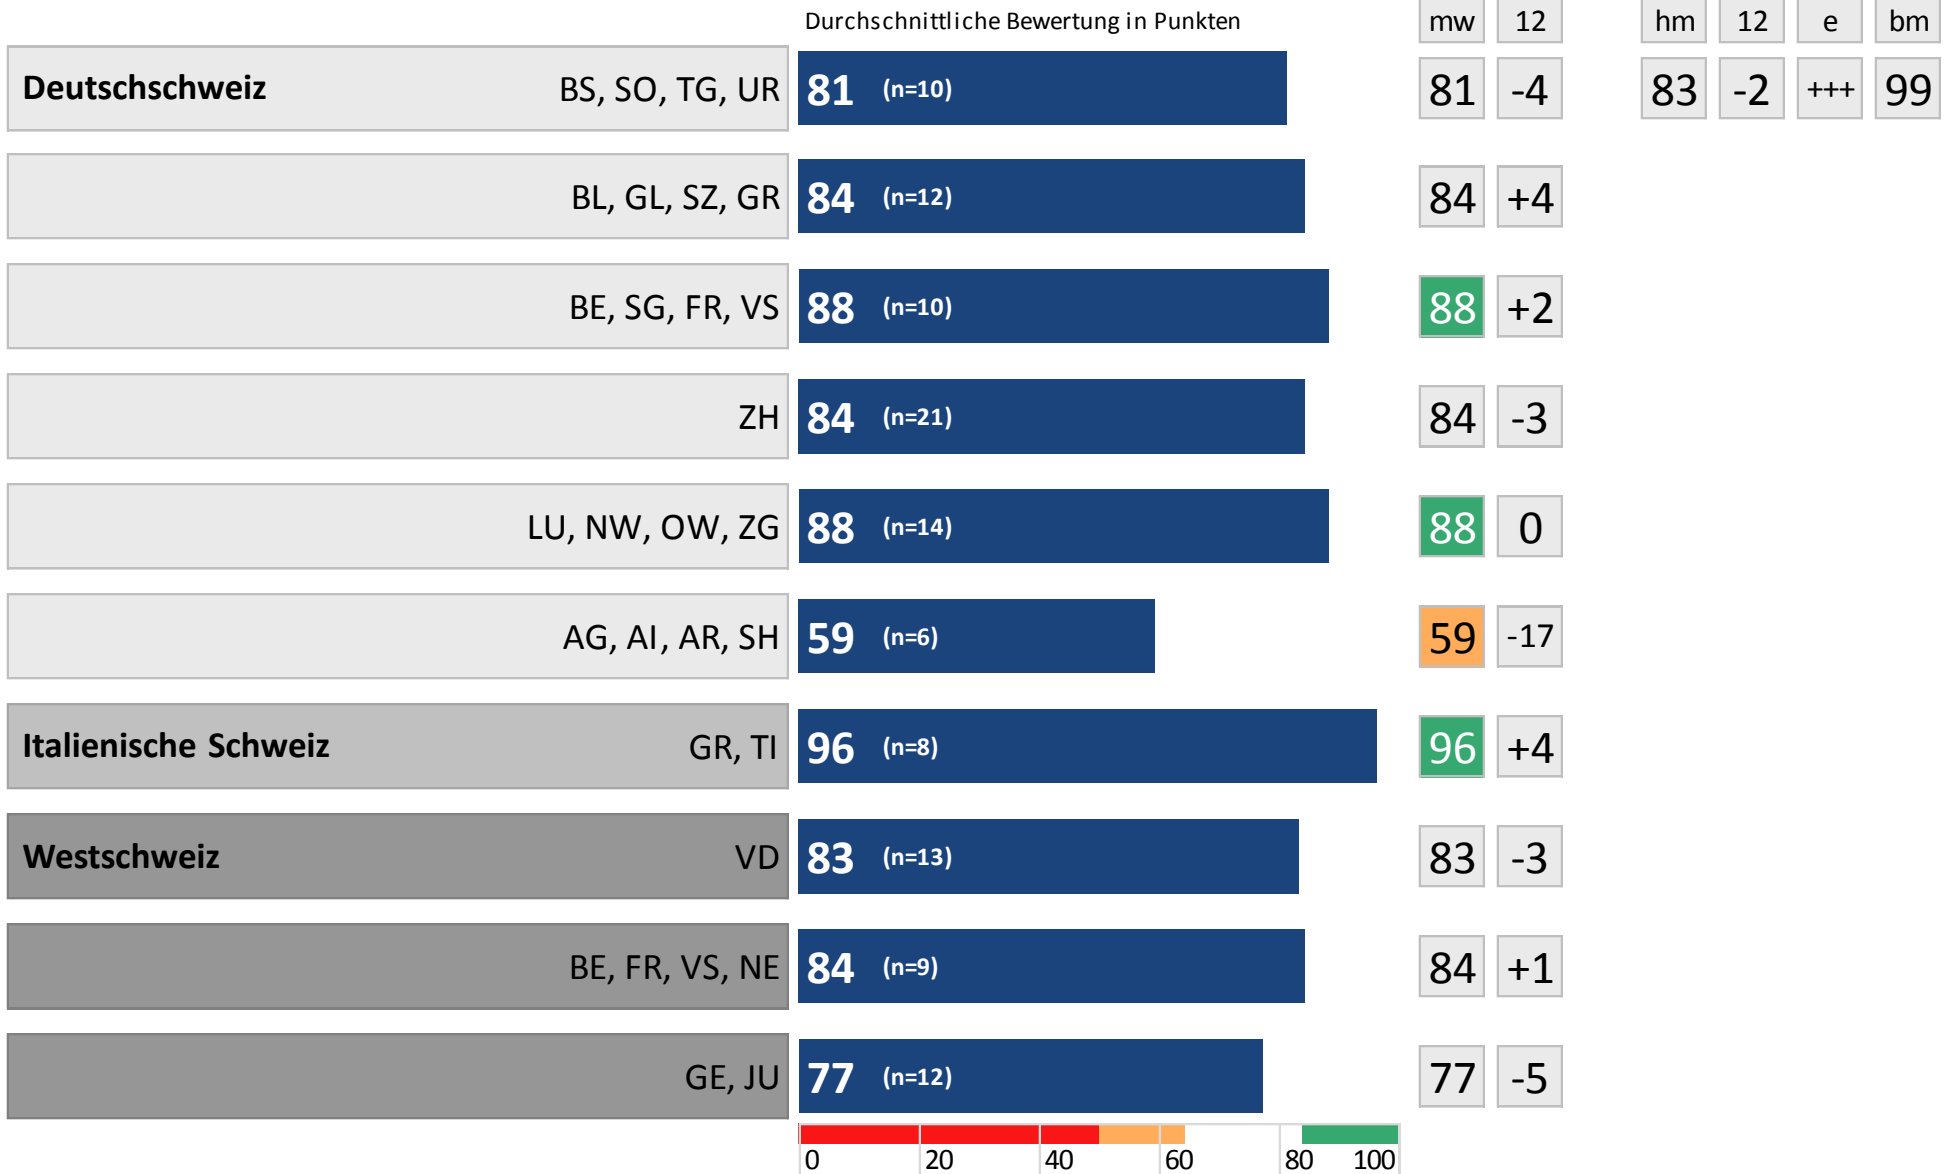 Durchschnittliche Bewertung in Punkten mw 12 hm 12 e bm
Deutschschweiz BS, SO, TG, UR 81 (n=10) 81 -4 83 -2 +++ 99
BL, GL, SZ, GR 84 (n=12) 84 +4
BE, SG, FR, VS 88 (n=10) 88 +2
ZH 84 (n=21) 84 -3
LU, NW, OW, ZG 88 (n=14) 88 0
AG, AI, AR, SH 59 (n=6) 59 -17
Italienische Schweiz GR, TI 96 (n=8) 96 +4
Westschweiz VD 83 (n=13) 83 -3
BE, FR, VS, NE 84 (n=9) 84 +1
GE, JU 77 (n=12) 77 -5
0 20 40 60 80 100